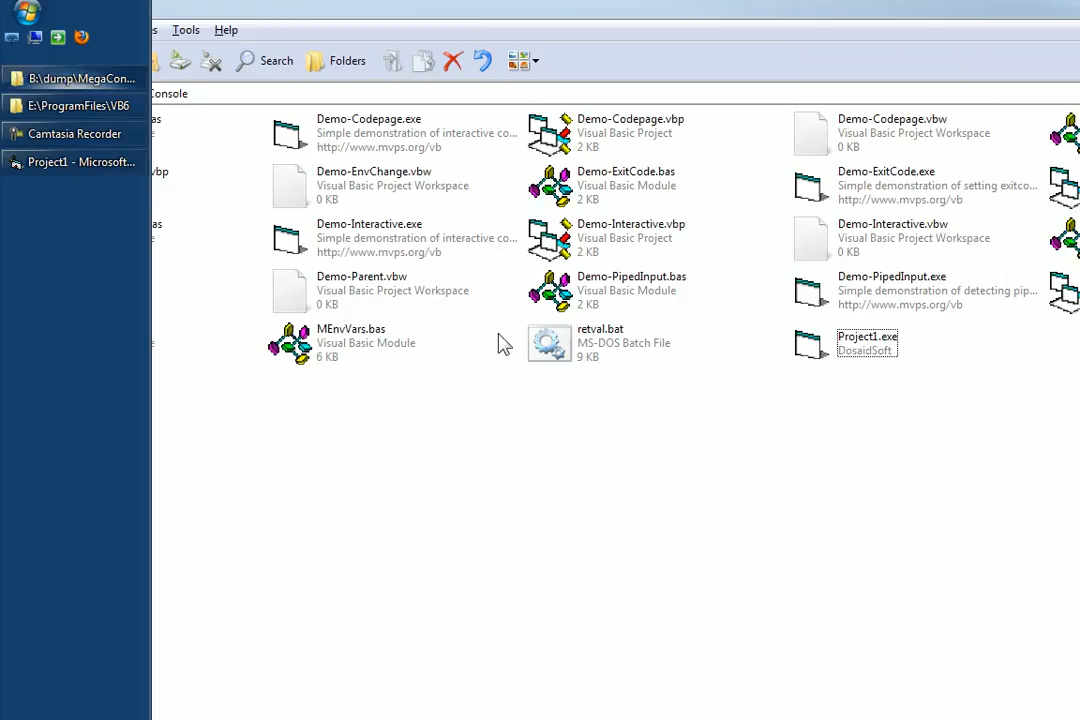 es Tools Help
Search Folders
B:\dump\MegaCon...
onsole
E:\ProgramFiles\VB6
Camtasia Recorder
Project1 - Microsoft...
as
Demo-Codepage.exe
Simple demonstration of interactive co...
http://www.mvps.org/vb
Demo-Codepage.vbp
Visual Basic Project
2 KB
Demo-Codepage.vbw
Visual Basic Project Workspace
0 KB
vbp
Demo-EnvChange.vbw
Visual Basic Project Workspace
0 KB
Demo-ExitCode.bas
Visual Basic Module
2 KB
Demo-ExitCode.exe
Simple demonstration of setting exitco...
http://www.mvps.org/vb
as
Demo-Interactive.exe
Simple demonstration of interactive co...
http://www.mvps.org/vb
Demo-Interactive.vbp
Visual Basic Project
2 KB
Demo-Interactive.vbw
Visual Basic Project Workspace
0 KB
Demo-Parent.vbw
Visual Basic Project Workspace
0 KB
Demo-PipedInput.bas
Visual Basic Module
2 KB
Demo-PipedInput.exe
Simple demonstration of detecting pip...
http://www.mvps.org/vb
MEnvVars.bas
Visual Basic Module
6 KB
retval.bat
MS-DOS Batch File
9 KB
Project1.exe
DosaidSoft